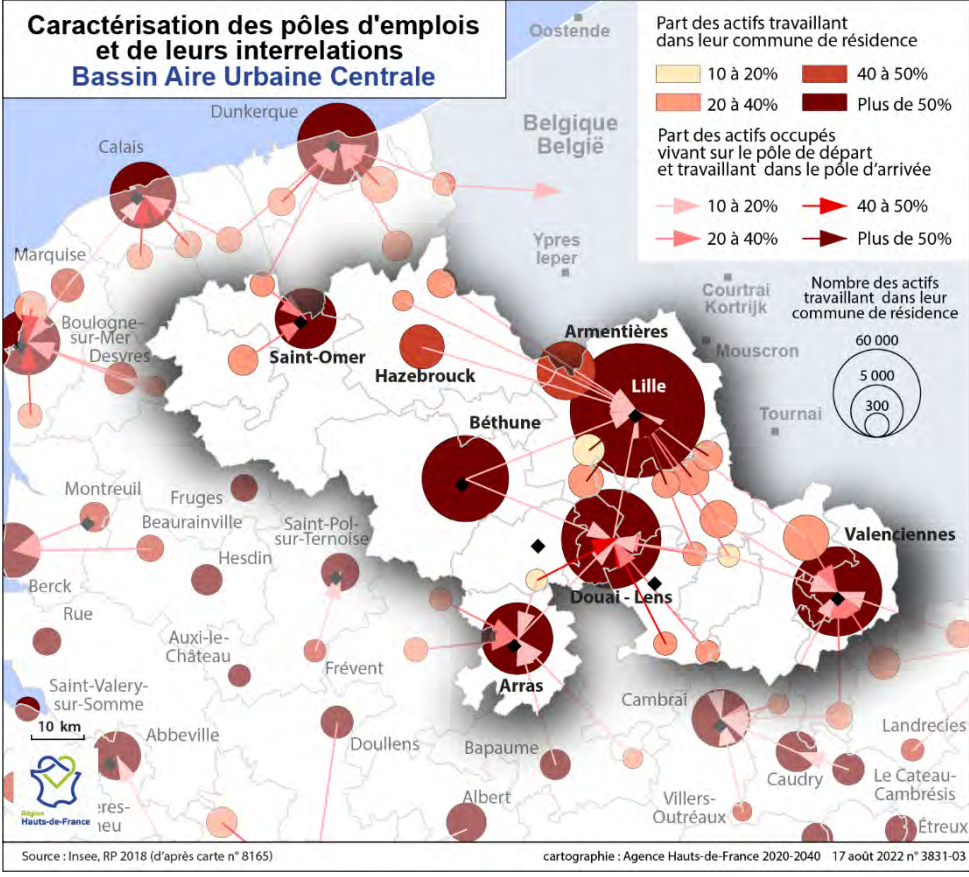 Caractérisation des pôles d'emplois
et de leurs interrelations
Bassin Aire Urbaine Centrale
Part des actifs travaillant
dans leur commune de résidence
10 à 20%
40 à 50%
20 à 40%
Plus de 50%
Part des actifs occupés
vivant sur le pôle de départ
et travaillant dans le pôle d'arrivée
10 à 20%
40 à 50%
20 à 40%
Plus de 50%
Nombre des actifs
travaillant dans leur
commune de résidence
60 000
5 000
300
Oostende
Dunkerque
Belgique
België
Calais
Ypres
Ieper
Marquise
Courtrai
Kortrijk
Boulogne-
sur-Mer
Desvres
Armentières
Mouscron
Saint-Omer
Hazebrouck
Lille
Tournai
Béthune
Montreuil
Fruges
Beaurainville
Saint-Pol-
sur-Ternoise
Valenciennes
Hesdin
Berck
Douai - Lens
Rue
Auxi-le-
Château
Frévent
Arras
Saint-Valery-
sur-Somme
Cambrai
10 km
Abbeville
Doullens
Bapaume
Landrecies
Caudry
Le Cateau-
Cambrésis
Albert
Villers-
Outréaux
Étreux
ères-
neu
Région
Hauts-de-France
Source : Insee, RP 2018 (d'après carte n° 8165)
cartographie : Agence Hauts-de-France 2020-2040 17 août 2022 n° 3831-03